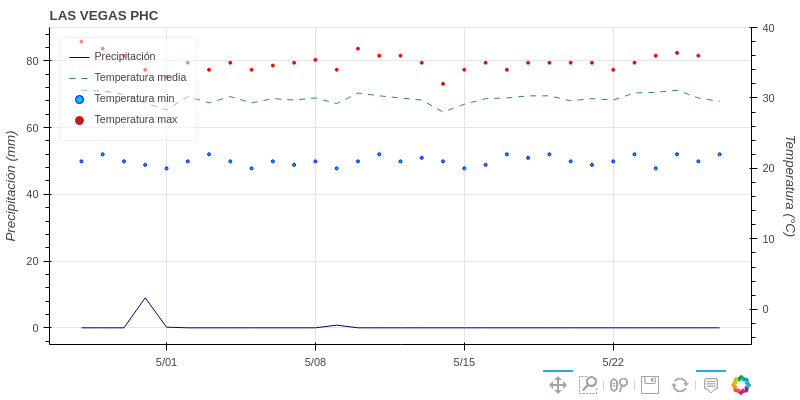 LAS VEGAS PHC
Precipitación
Temperatura media
Temperatura min
Temperatura max
Precipitación (mm)
80
60
40
20
0
Temperatura (°C)
40
30
20
10
0
5/01
5/08
5/15
5/22